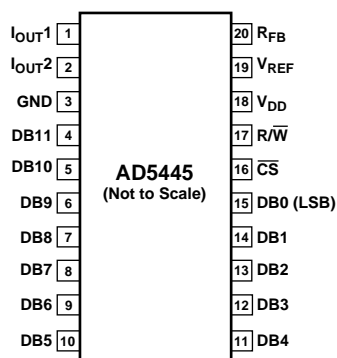 IOUT1 1 20 RFB
IOUT2 2 19 VREF
GND 3 18 VDD
DB11 4 17 R/W̅
DB10 5 AD5445 16 C̅S̅
DB9 6 (Not to Scale) 15 DB0 (LSB)
DB8 7 14 DB1
DB7 8 13 DB2
DB6 9 12 DB3
DB5 10 11 DB4